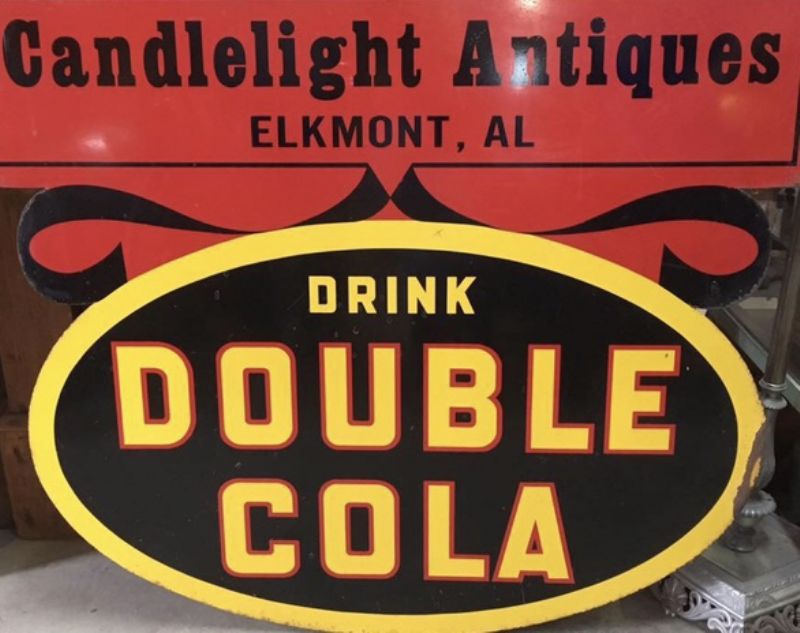 Candlelight Antiques
ELKMONT, AL
DRINK
DOUBLE
COLA